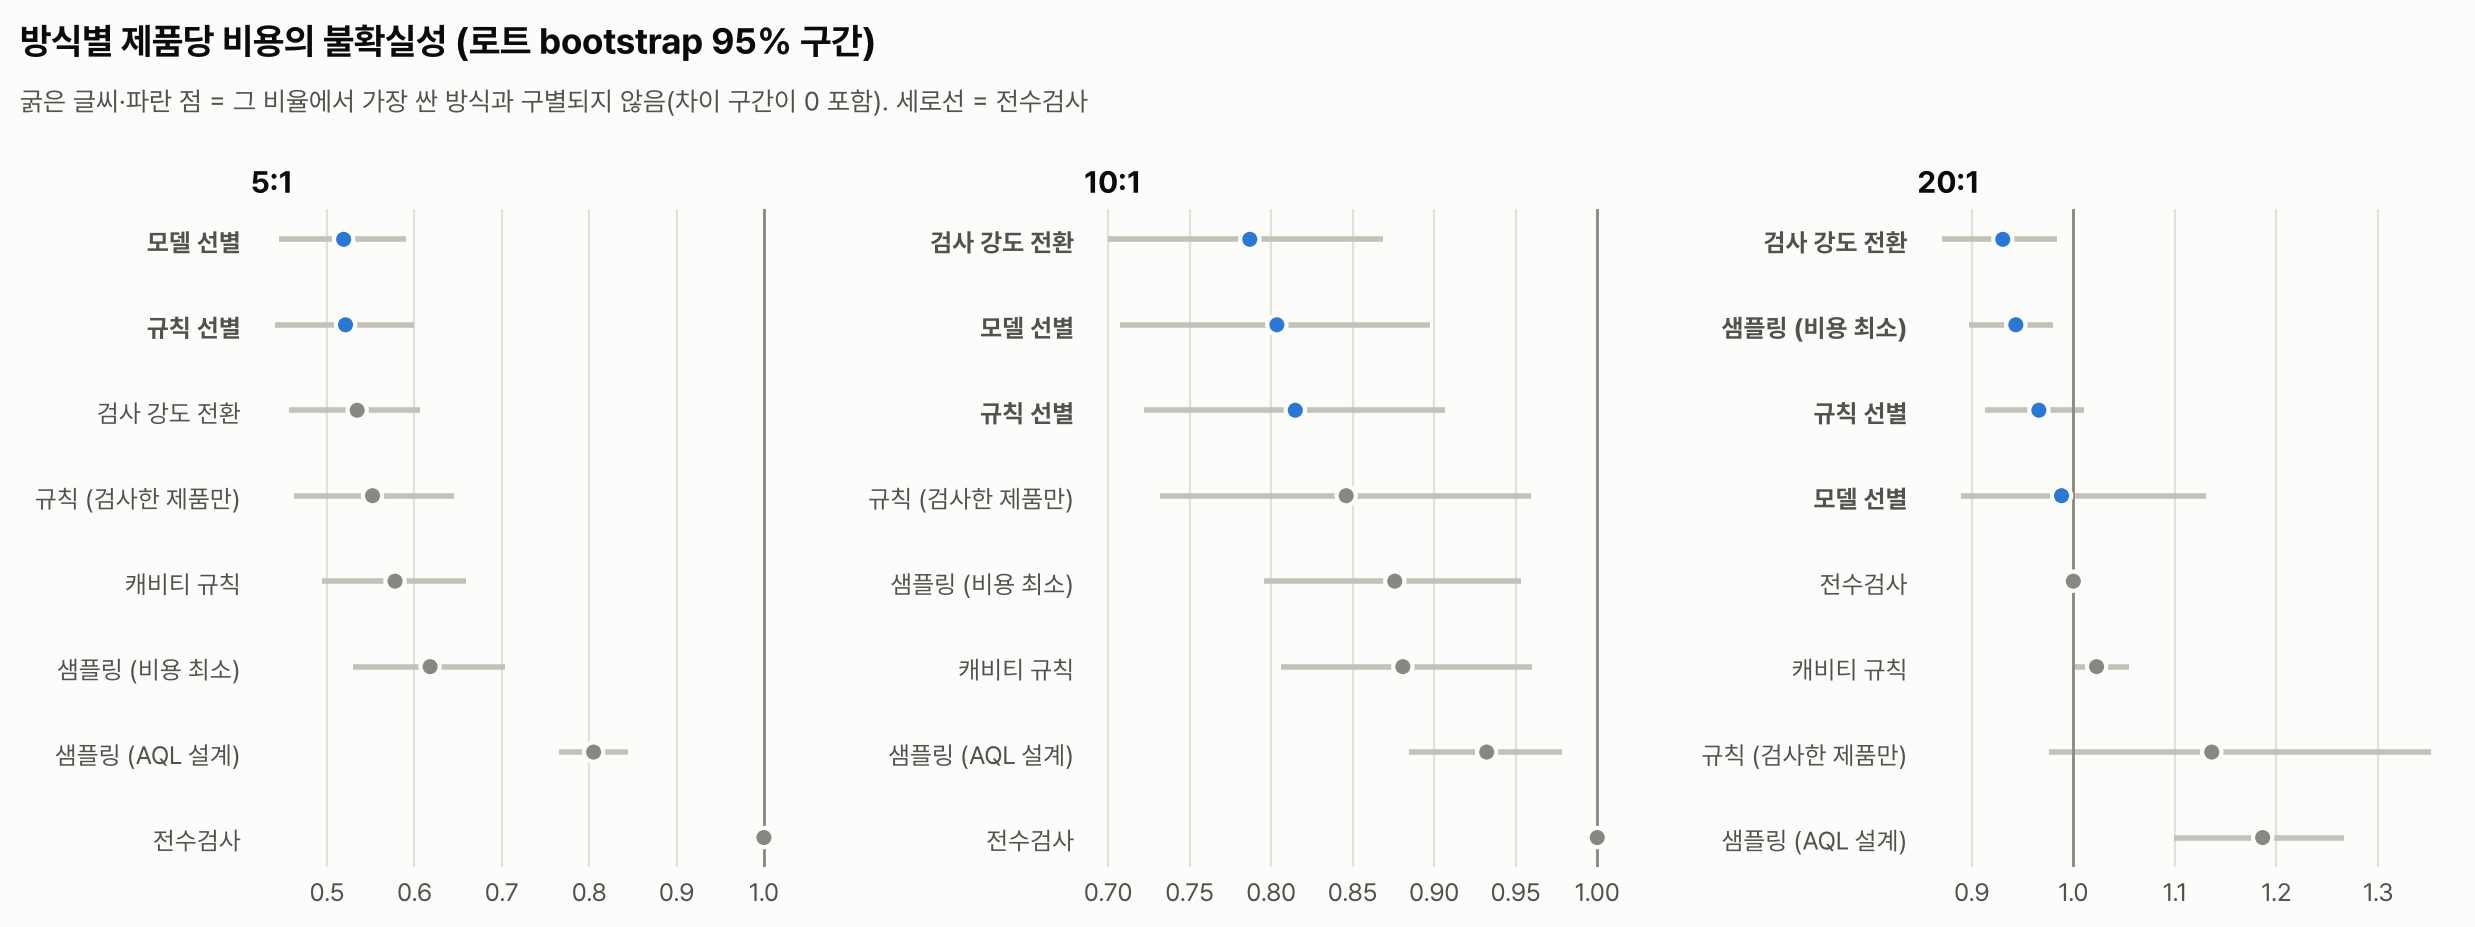 방식별 제품당 비용의 불확실성 (로트 bootstrap 95% 구간)
굵은 글씨·파란 점 = 그 비율에서 가장 싼 방식과 구별되지 않음(차이 구간이 0 포함). 세로선 = 전수검사
5:1
모델 선별
규칙 선별
검사 강도 전환
규칙 (검사한 제품만)
캐비티 규칙
샘플링 (비용 최소)
샘플링 (AQL 설계)
전수검사
0.5 0.6 0.7 0.8 0.9 1.0
10:1
검사 강도 전환
모델 선별
규칙 선별
규칙 (검사한 제품만)
샘플링 (비용 최소)
캐비티 규칙
샘플링 (AQL 설계)
전수검사
0.70 0.75 0.80 0.85 0.90 0.95 1.00
20:1
검사 강도 전환
샘플링 (비용 최소)
규칙 선별
모델 선별
전수검사
캐비티 규칙
규칙 (검사한 제품만)
샘플링 (AQL 설계)
0.9 1.0 1.1 1.2 1.3